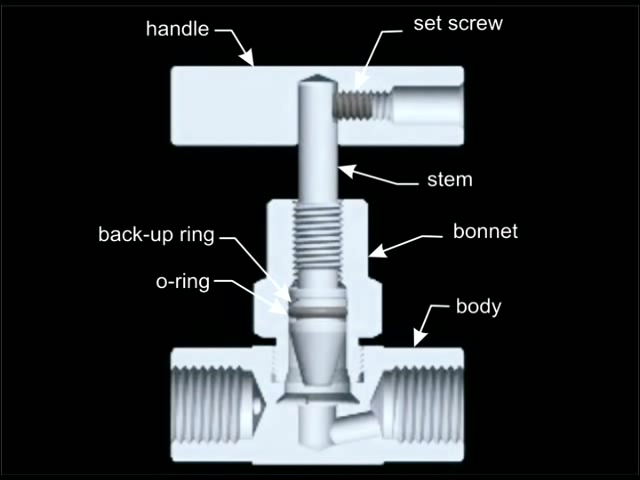 handle
set screw
stem
back-up ring
bonnet
o-ring
body